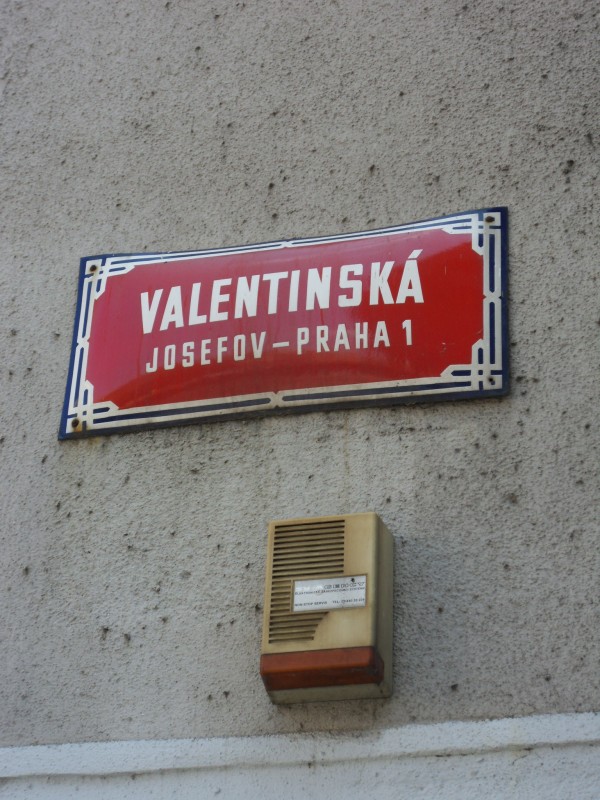 VALENTINSKÁ
JOSEFOV – PRAHA 1